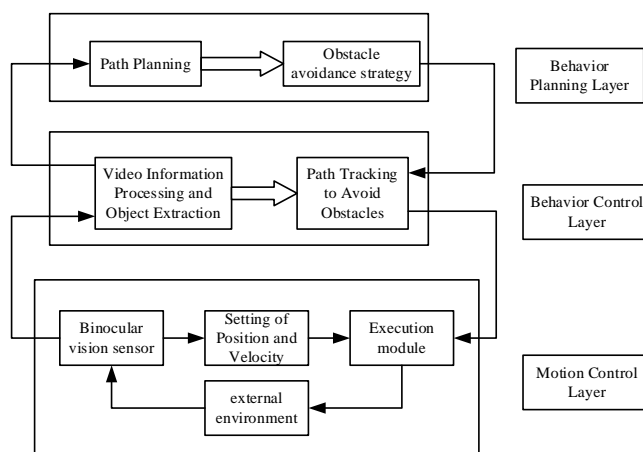 Path Planning
Obstacle
avoidance strategy
Behavior
Planning Layer
Video Information
Processing and
Object Extraction
Path Tracking
to Avoid
Obstacles
Behavior Control
Layer
Binocular
vision sensor
Setting of
Position and
Velocity
Execution
module
external
environment
Motion Control
Layer